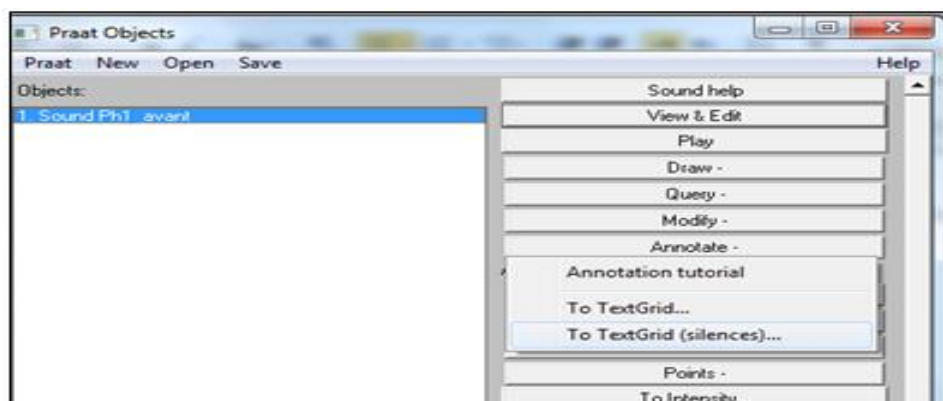 Praat Objects
Praat New Open Save Help
Objects:
1. Sound Ph1_avant
Sound help
View & Edit
Play
Draw -
Query -
Modify -
Annotate -
Annotation tutorial
To TextGrid...
To TextGrid (silences)...
Points -
To Intensity...